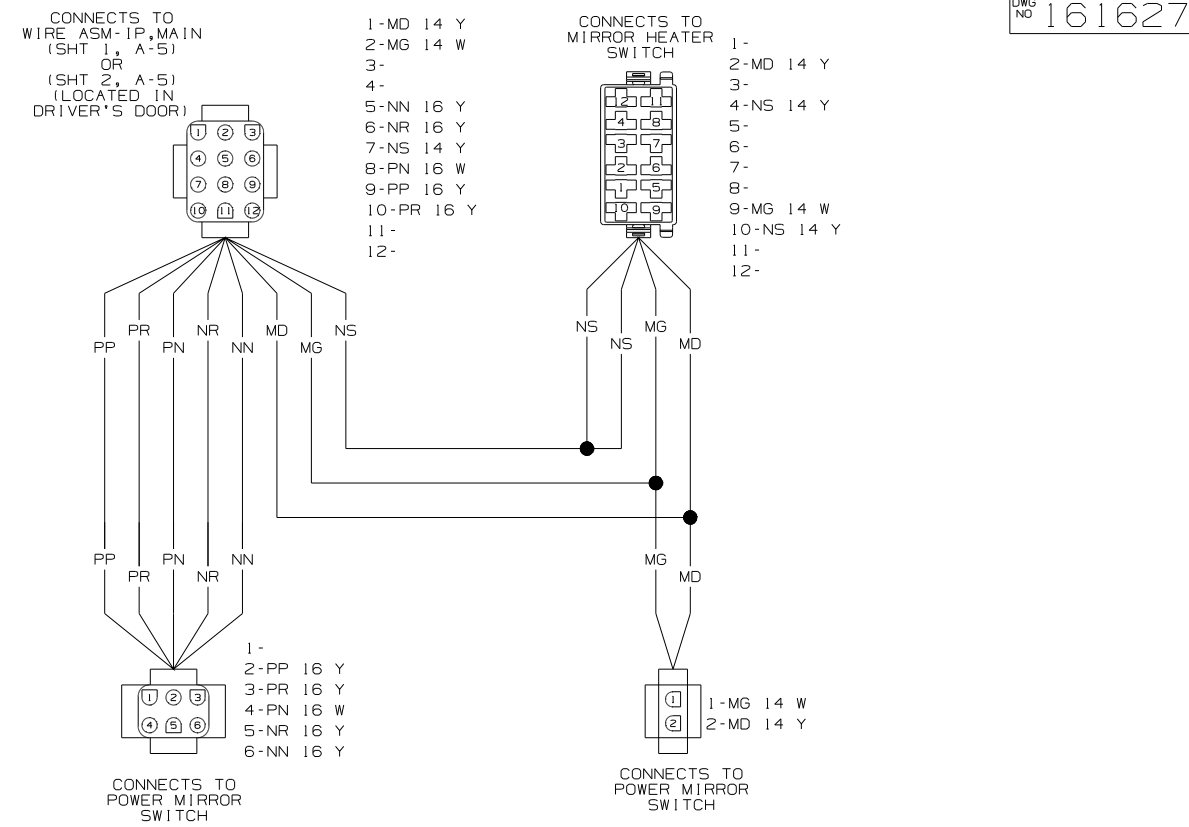 CONNECTS TO
WIRE ASM-IP,MAIN
(SHT 1, A-5)
OR
(SHT 2, A-5)
(LOCATED IN
DRIVER'S DOOR)
1 2 3
4 5 6
7 8 9
10 11 12
1-MD 14 Y
2-MG 14 W
3-
4-
5-NN 16 Y
6-NR 16 Y
7-NS 14 Y
8-PN 16 W
9-PP 16 Y
10-PR 16 Y
11-
12-
CONNECTS TO
MIRROR HEATER
SWITCH
12 11
4 8
3 7
2 6
1 5
10 9
1-
2-MD 14 Y
3-
4-NS 14 Y
5-
6-
7-
8-
9-MG 14 W
10-NS 14 Y
11-
12-
DWG
NO 161627
PR NR MD NS
PP PN NN MG
NS MG
NS MD
PP PN NN
PR NR
MG
MD
1-
2-PP 16 Y
3-PR 16 Y
4-PN 16 W
5-NR 16 Y
6-NN 16 Y
1 2 3
4 5 6
CONNECTS TO
POWER MIRROR
SWITCH
1
2
1-MG 14 W
2-MD 14 Y
CONNECTS TO
POWER MIRROR
SWITCH